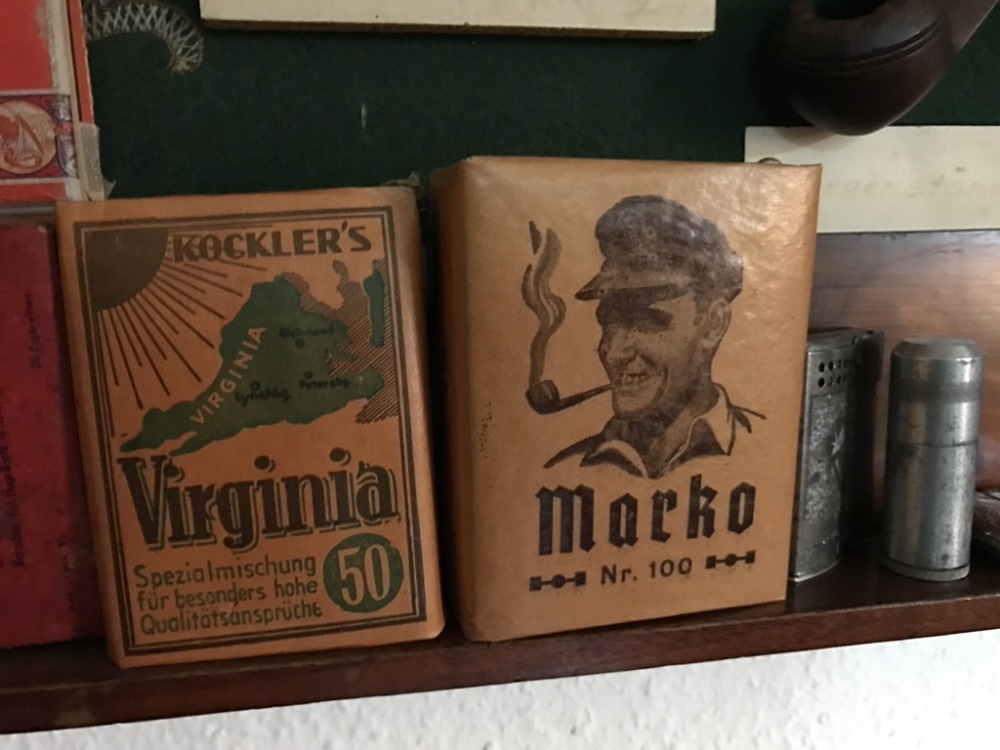 KOCKLER'S
VIRGINIA
Richmond
Petersbg.
Lynchbg.
Virginia
Spezialmischung
für besonders hohe
Qualitätsansprüche
50
Marko
Nr. 100